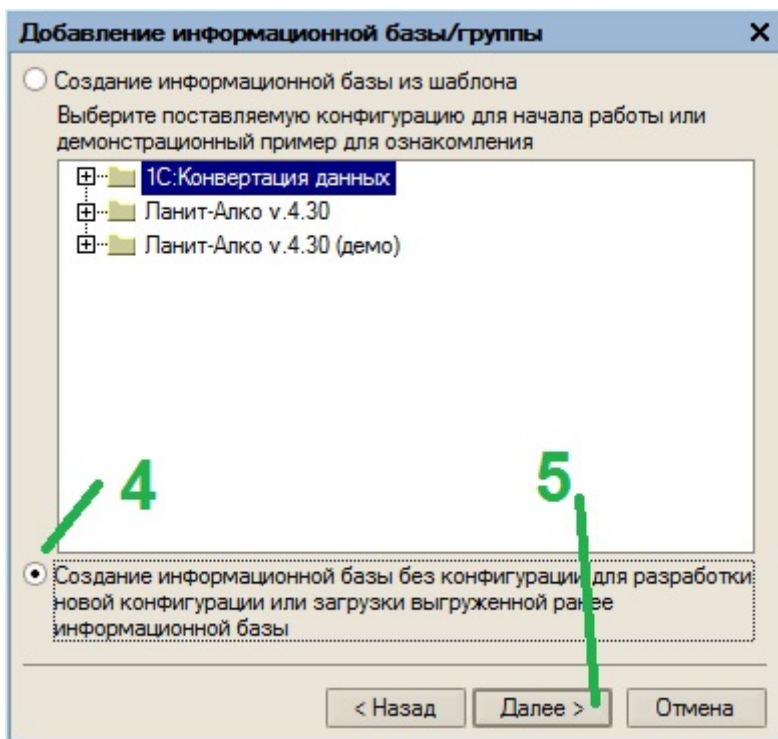 Добавление информационной базы/группы
Создание информационной базы из шаблона
Выберите поставляемую конфигурацию для начала работы или
демонстрационный пример для ознакомления
1С:Конвертация данных
Ланит-Алко v.4.30
Ланит-Алко v.4.30 (демо)
4
5
Создание информационной базы без конфигурации для разработки
новой конфигурации или загрузки выгруженной ранее
информационной базы
< Назад
Далее >
Отмена